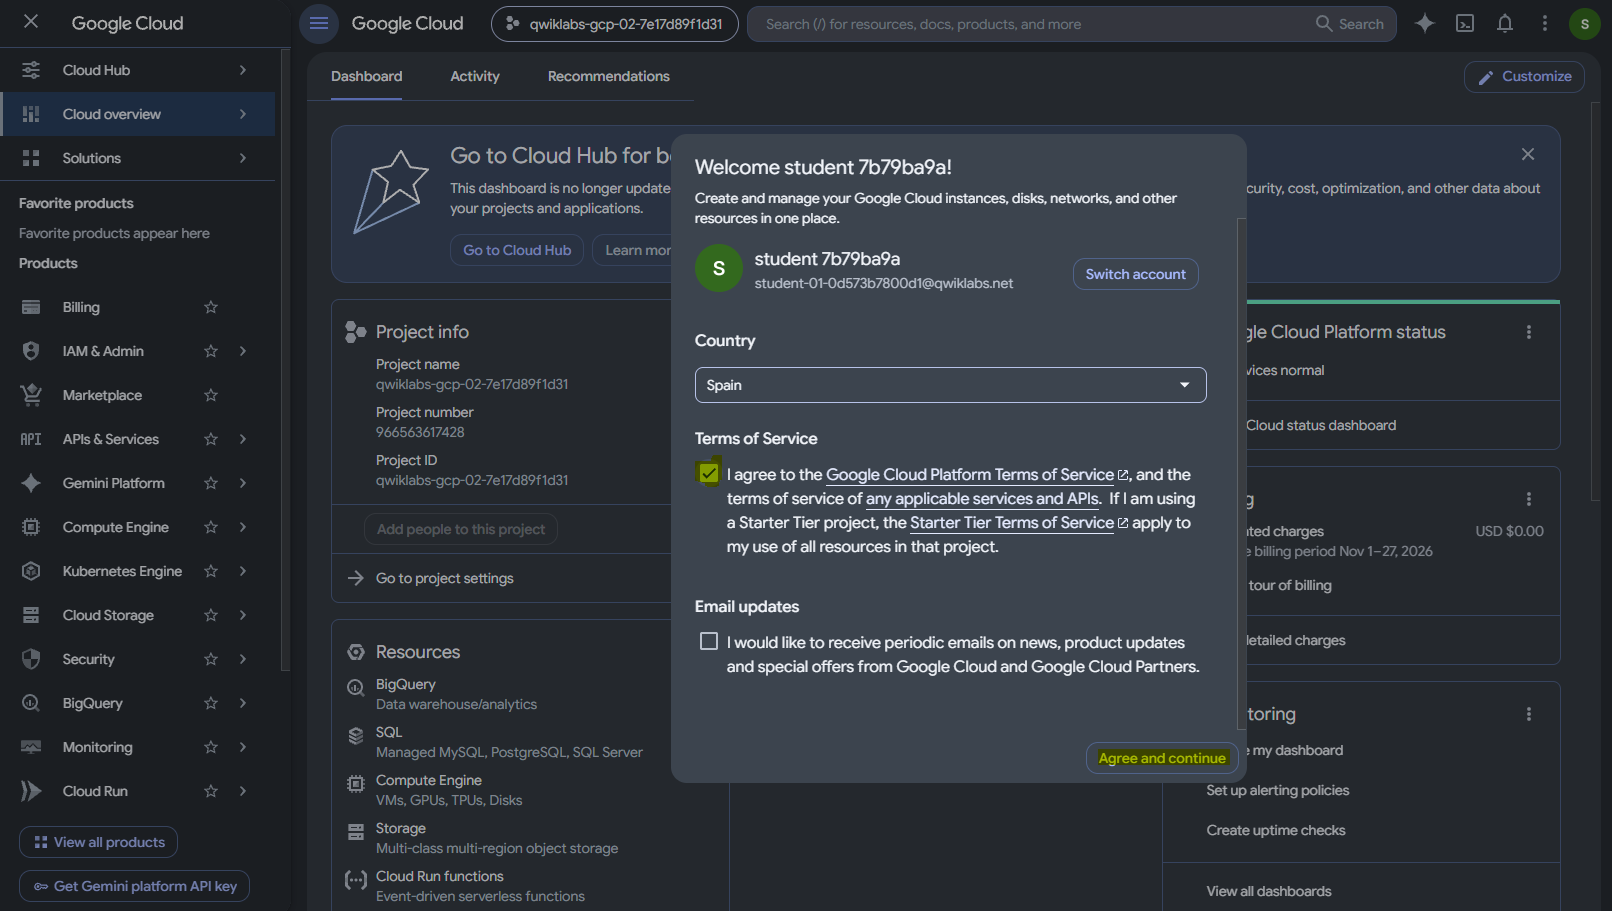 Google Cloud
Cloud Hub
Cloud overview
Solutions
Favorite products
Favorite products appear here
Products
Billing
IAM & Admin
Marketplace
API APIs & Services
Gemini Platform
Compute Engine
Kubernetes Engine
Cloud Storage
Security
BigQuery
Monitoring
Cloud Run
View all products
Get Gemini platform API key
Google Cloud
qwiklabs-gcp-02-7e17d89f1d31
Search (/) for resources, docs, products, and more
Search
S
Dashboard
Activity
Recommendations
Customize
Go to Cloud Hub for b
This dashboard is no longer update
your projects and applications.
curity, cost, optimization, and other data about
Go to Cloud Hub
Learn mor
Project info
Project name
qwiklabs-gcp-02-7e17d89f1d31
Project number
966563617428
Project ID
qwiklabs-gcp-02-7e17d89f1d31
Add people to this project
Go to project settings
Resources
BigQuery
Data warehouse/analytics
SQL
Managed MySQL, PostgreSQL, SQL Server
Compute Engine
VMs, GPUs, TPUs, Disks
Storage
Multi-class multi-region object storage
Cloud Run functions
Event-driven serverless functions
Welcome student 7b79ba9a!
Create and manage your Google Cloud instances, disks, networks, and other
resources in one place.
S
student 7b79ba9a
student-01-0d573b7800d1@qwiklabs.net
Switch account
Country
Spain
Terms of Service
I agree to the Google Cloud Platform Terms of Service, and the
terms of service of any applicable services and APIs. If I am using
a Starter Tier project, the Starter Tier Terms of Service apply to
my use of all resources in that project.
Email updates
I would like to receive periodic emails on news, product updates
and special offers from Google Cloud and Google Cloud Partners.
Agree and continue
gle Cloud Platform status
vices normal
Cloud status dashboard
g
ted charges
USD $0.00
e billing period Nov 1–27, 2026
tour of billing
detailed charges
toring
e my dashboard
Set up alerting policies
Create uptime checks
View all dashboards